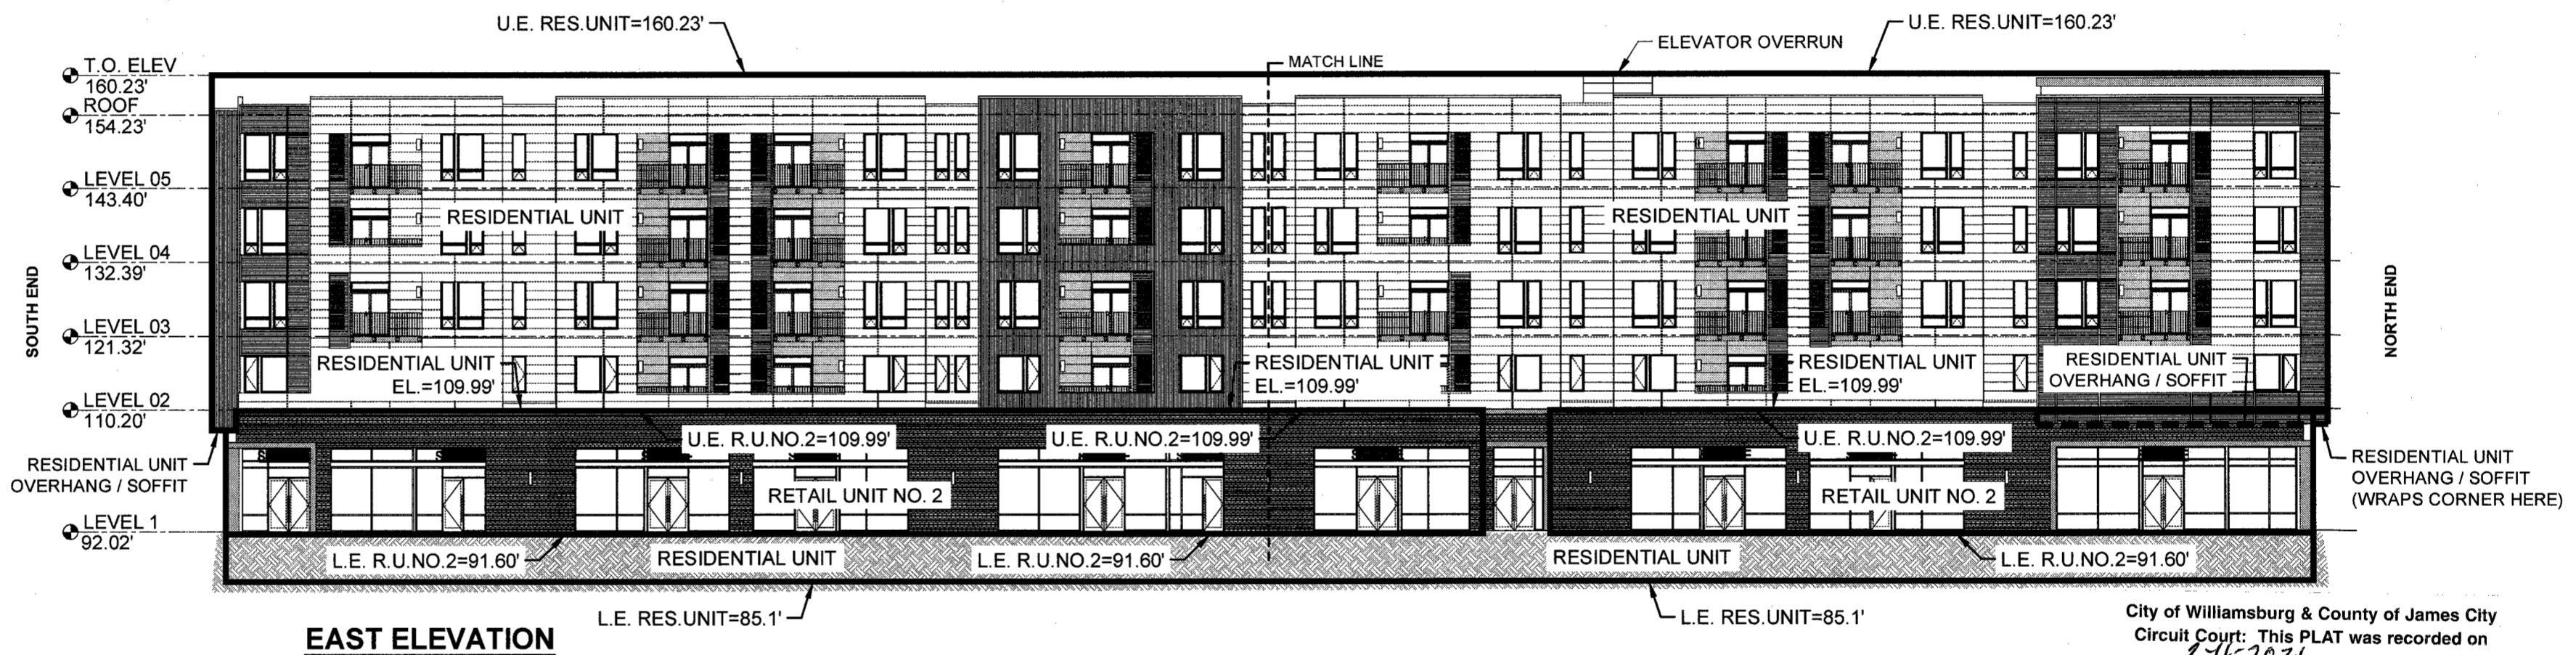 U.E. RES.UNIT=160.23'
U.E. RES.UNIT=160.23'
ELEVATOR OVERRUN
MATCH LINE
T.O. ELEV
160.23'
ROOF
154.23'
LEVEL 05
143.40'
LEVEL 04
132.39'
LEVEL 03
121.32'
LEVEL 02
110.20'
LEVEL 1
92.02'
SOUTH END
NORTH END
RESIDENTIAL UNIT
RESIDENTIAL UNIT
RESIDENTIAL UNIT
EL.=109.99'
RESIDENTIAL UNIT
EL.=109.99'
RESIDENTIAL UNIT
EL.=109.99'
RESIDENTIAL UNIT
OVERHANG / SOFFIT
U.E. R.U.NO.2=109.99'
U.E. R.U.NO.2=109.99'
U.E. R.U.NO.2=109.99'
RESIDENTIAL UNIT
OVERHANG / SOFFIT
RESIDENTIAL UNIT
OVERHANG / SOFFIT
(WRAPS CORNER HERE)
RETAIL UNIT NO. 2
RETAIL UNIT NO. 2
L.E. R.U.NO.2=91.60'
RESIDENTIAL UNIT
L.E. R.U.NO.2=91.60'
RESIDENTIAL UNIT
L.E. R.U.NO.2=91.60'
L.E. RES.UNIT=85.1'
L.E. RES.UNIT=85.1'
EAST ELEVATION
City of Williamsburg & County of James City
Circuit Court: This PLAT was recorded on